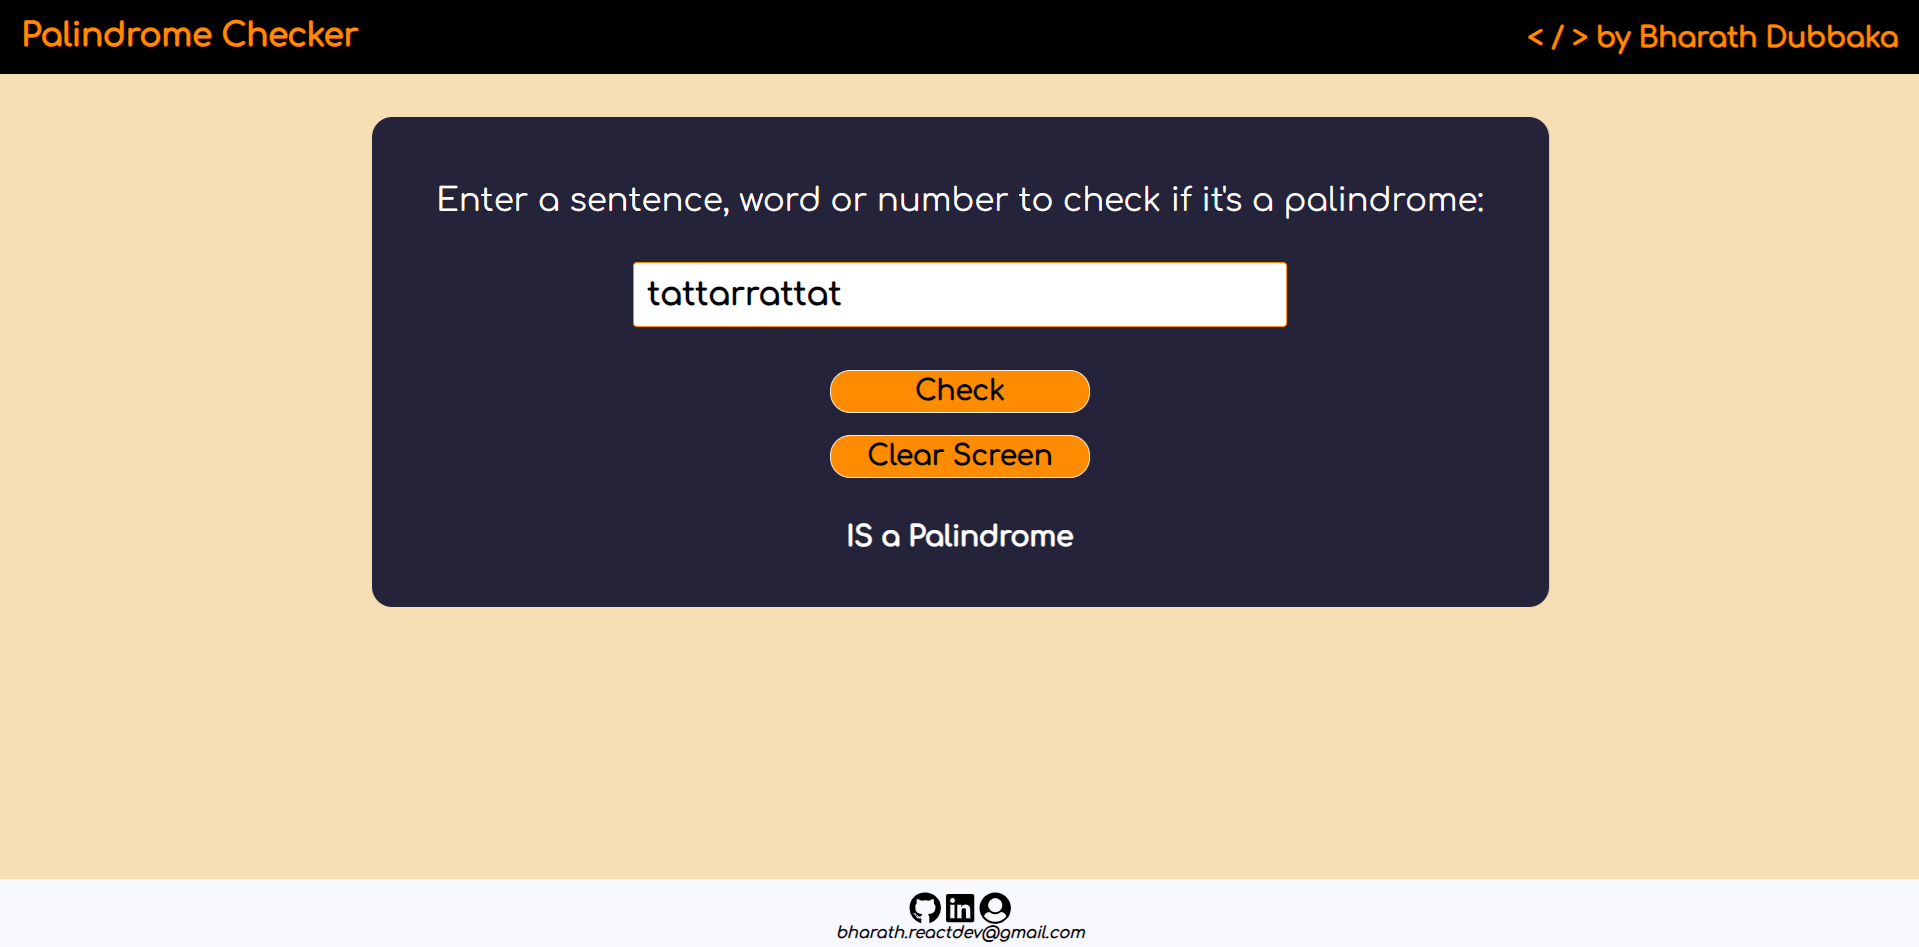 Palindrome Checker
< / > by Bharath Dubbaka
Enter a sentence, word or number to check if it's a palindrome:
tattarrattat
Check
Clear Screen
IS a Palindrome
in
bharath.reactdev@gmail.com